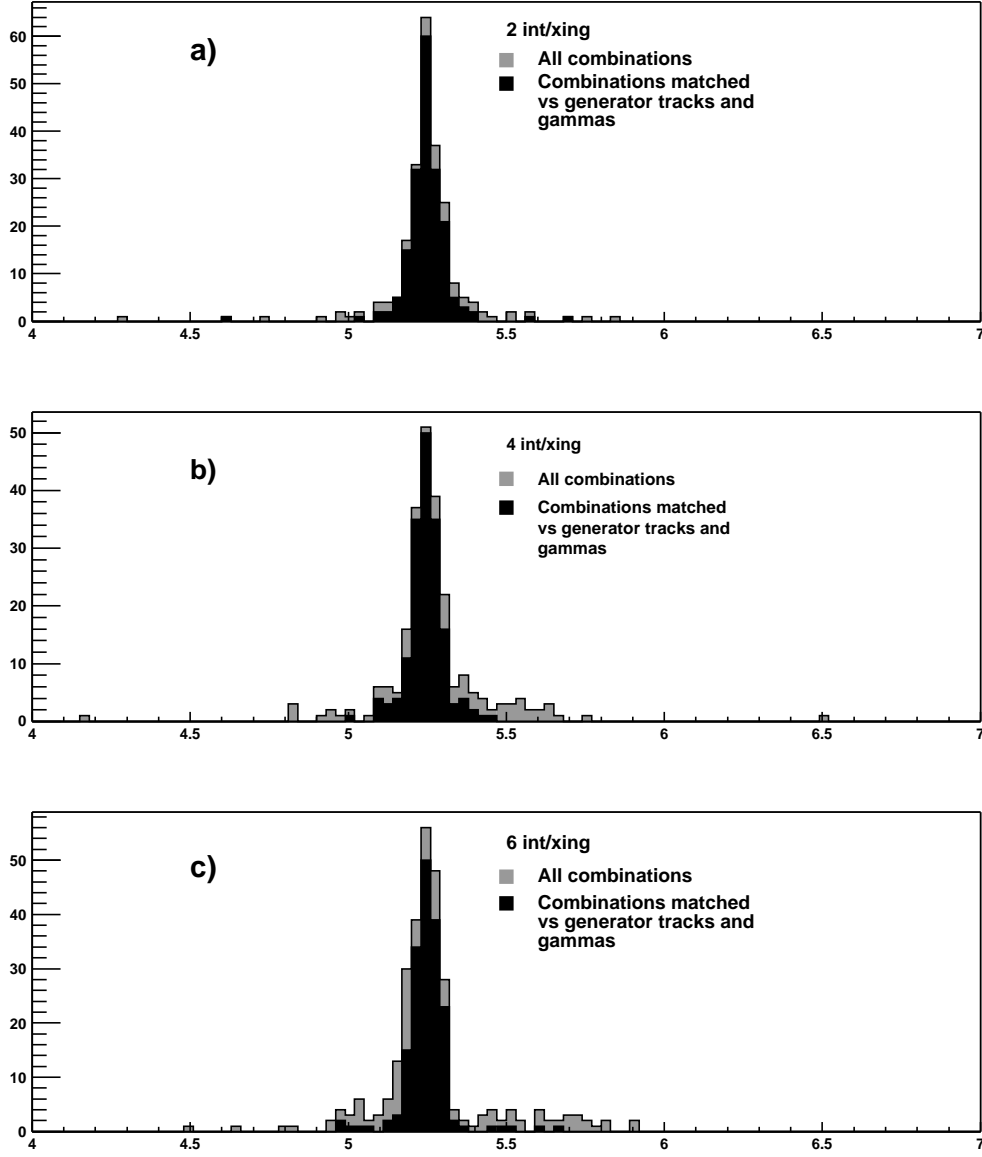 2 int/xing
a)
All combinations
Combinations matched
vs generator tracks and
gammas
60
50
40
30
20
10
0
4
4.5
5
5.5
6
6.5
7
4 int/xing
b)
All combinations
Combinations matched
vs generator tracks and
gammas
50
40
30
20
10
0
4
4.5
5
5.5
6
6.5
7
6 int/xing
c)
All combinations
Combinations matched
vs generator tracks and
gammas
50
40
30
20
10
0
4
4.5
5
5.5
6
6.5
7